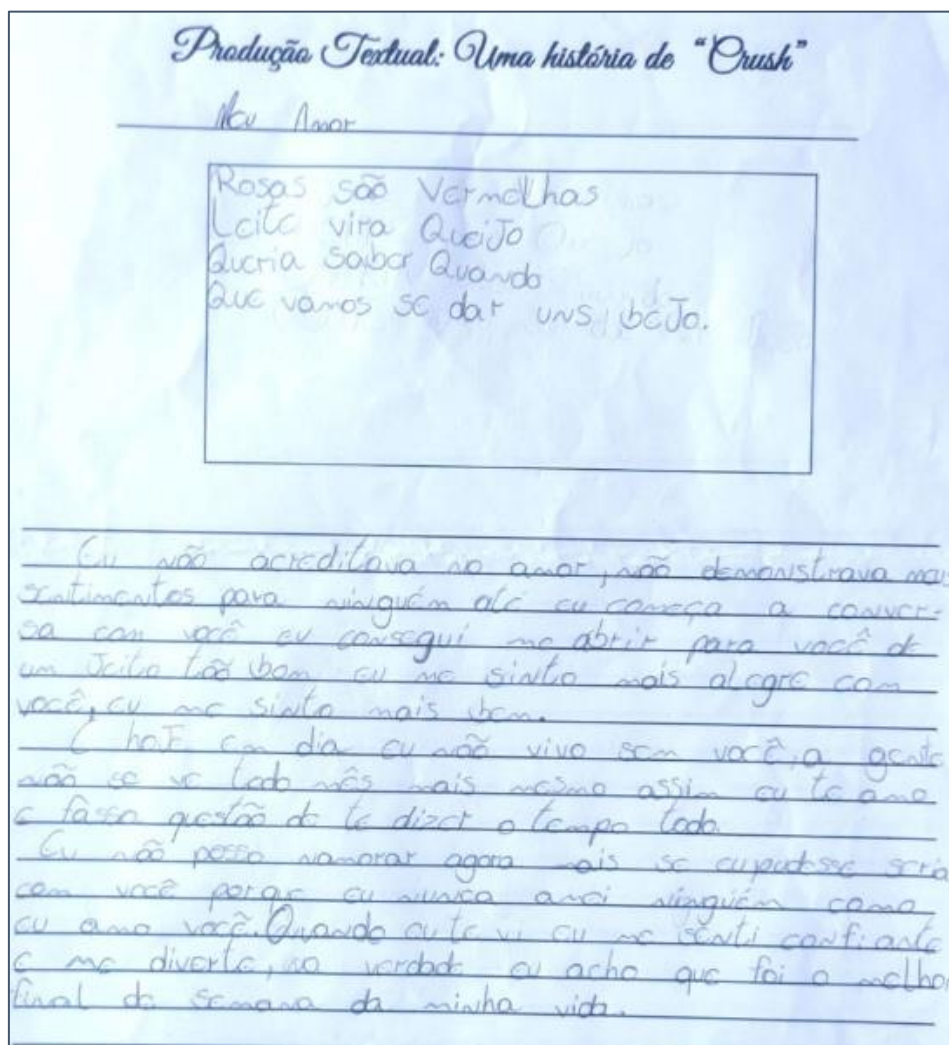 Produção Textual: Uma história de "Crush"
Meu Amor
Rosas são Vermelhas
Leite vira QueiJo
Queria Saber Quando
Que vamos se dar uns beJo.
Eu não acreditava no amor, não demonstrava meus
sentimentos para ninguém até eu começa a conver-
sa com você eu consegui me abrir para você de
um Jeito tão bom eu me sinto mais alegre com
você, eu me sinto mais bem.
E hoJe em dia eu não vivo sem você, a gente
não se ve todo mês mais mesmo assim eu te amo
e fasso questão de te dizer o tempo todo.
Eu não posso namorar agora mais se eu pudesse seria
com você porque eu nunca amei ninguém como
eu amo você. Quando eu te vi eu me senti confiante
e me diverte, na verdade eu acho que foi o melhor
final de semana da minha vida.